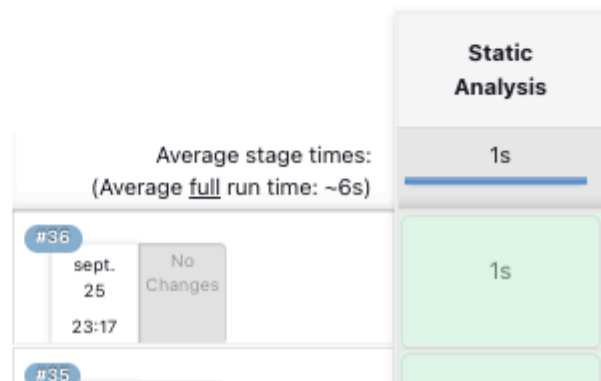 Static
Analysis
Average stage times:
1s
(Average full run time: ~6s)
#36
sept.
25
23:17
No
Changes
1s
#35